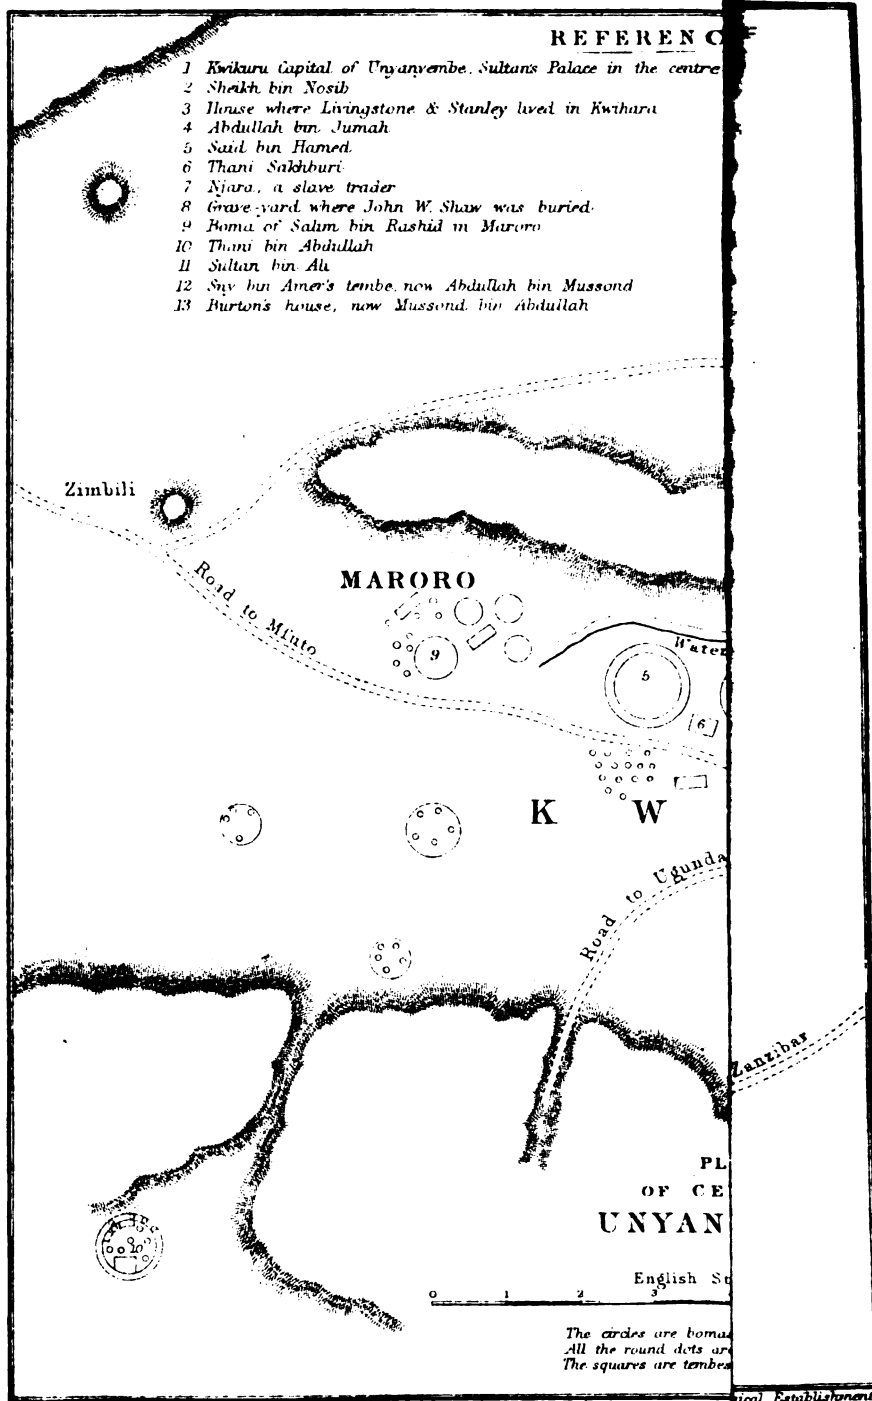 REFERENC
1 Kwikuru Capital of Unyanyembe, Sultan's Palace in the centre
2 Sheikh bin Nosib
3 House where Livingstone & Stanley lived in Kwihara
4 Abdullah bin Jumah
5 Said bin Hamed
6 Thani Sakhburi
7 Njara, a slave trader
8 Grave-yard where John W. Shaw was buried
9 Boma of Salim bin Rashid in Maroro
10 Thani bin Abdullah
11 Sultan bin Ali
12 Sny bin Amer's tembe, now Abdullah bin Mussond
13 Burton's house, now Mussond bin Abdullah
Zimbili
Road to Mfuto
MARORO
9
Water
5
6
K W
Road to Ugunda
Zanzibar
PL
OF CE
UNYAN
English St
0 1 2 3
The circles are boma
All the round dots are
The squares are tembes
ical Establishment